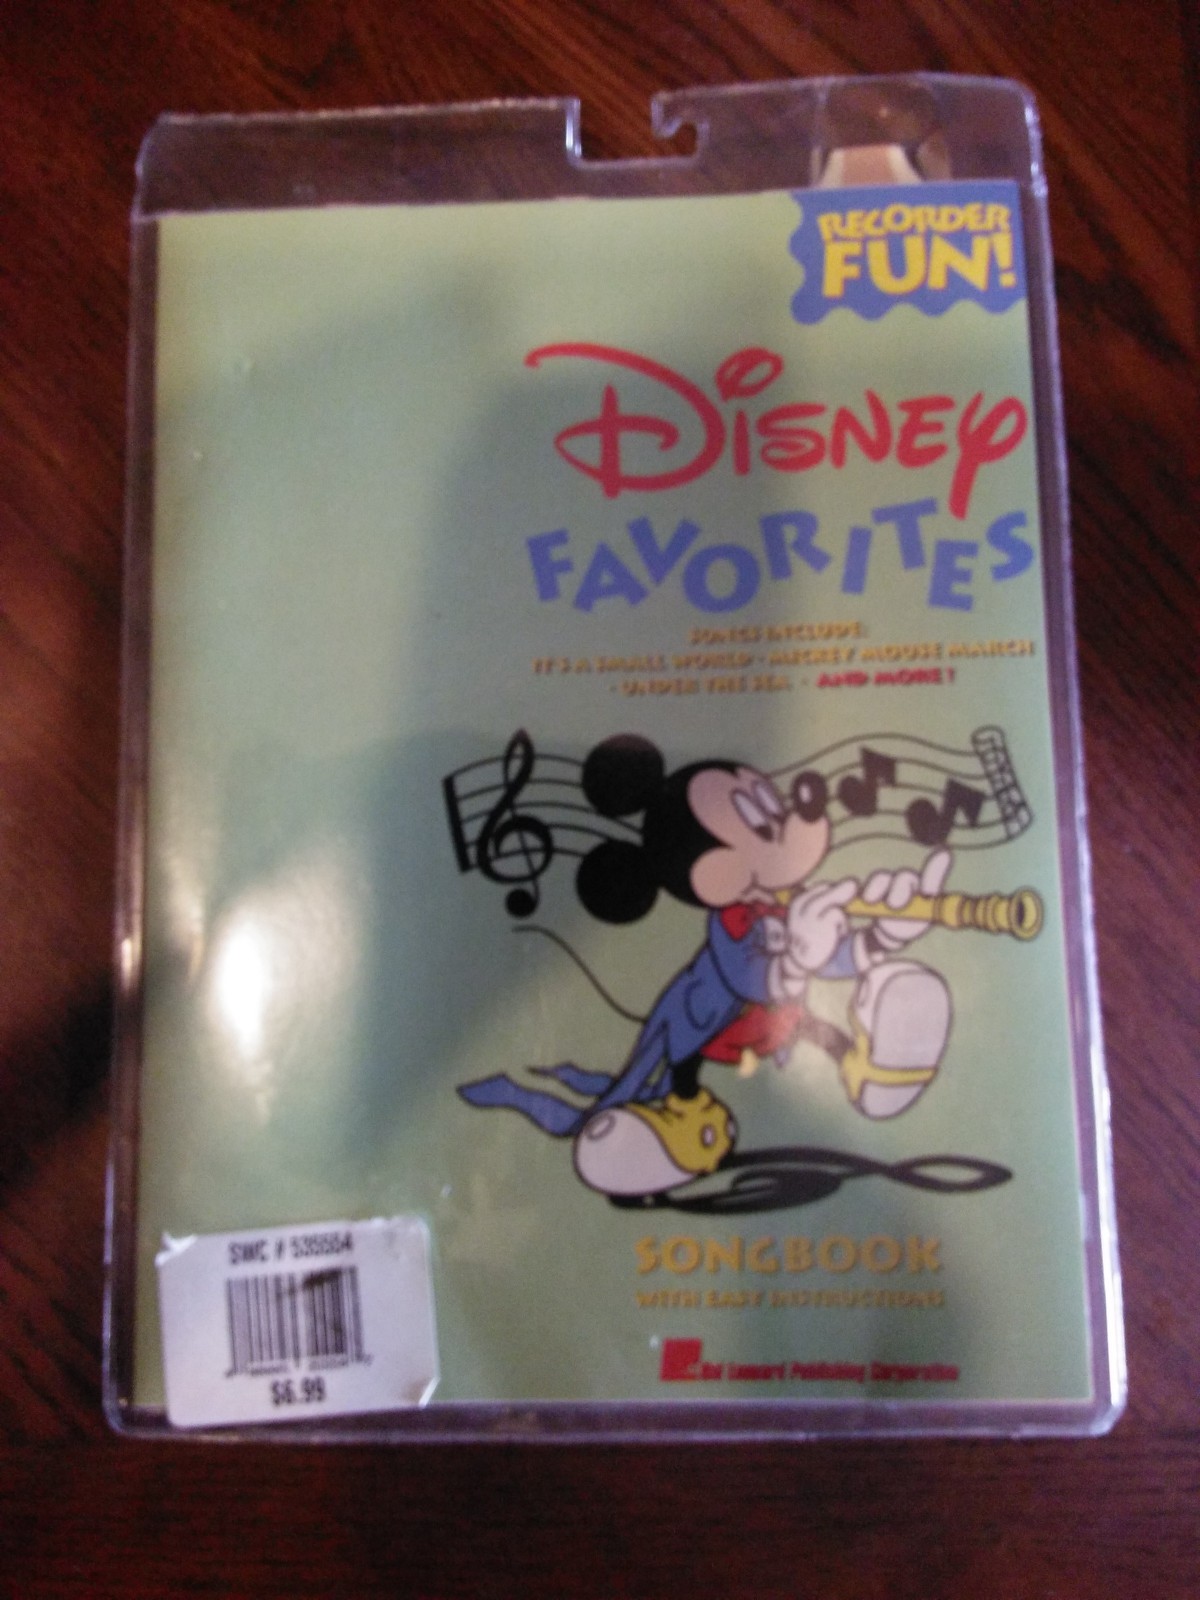 RECORDER
FUN!
DISNEY
FAVORITES
SONGS INCLUDE:
IT'S A SMALL WORLD · MICKEY MOUSE MARCH
· UNDER THE SEA · AND MORE!
SONGBOOK
WITH EASY INSTRUCTIONS
Hal Leonard Publishing Corporation
SWC # 535554
$6.99